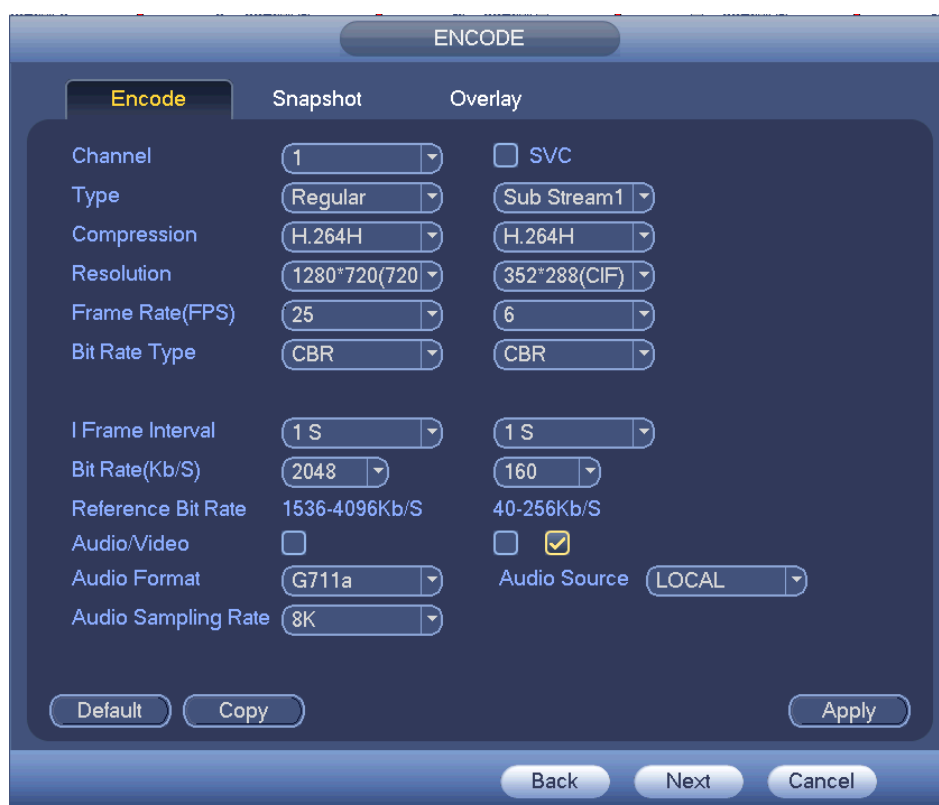 ENCODE
Encode Snapshot Overlay
Channel 1 SVC
Type Regular Sub Stream1
Compression H.264H H.264H
Resolution 1280*720(720 352*288(CIF)
Frame Rate(FPS) 25 6
Bit Rate Type CBR CBR
I Frame Interval 1 S 1 S
Bit Rate(Kb/S) 2048 160
Reference Bit Rate 1536-4096Kb/S 40-256Kb/S
Audio/Video
Audio Format G711a Audio Source LOCAL
Audio Sampling Rate 8K
Default Copy Apply
Back Next Cancel